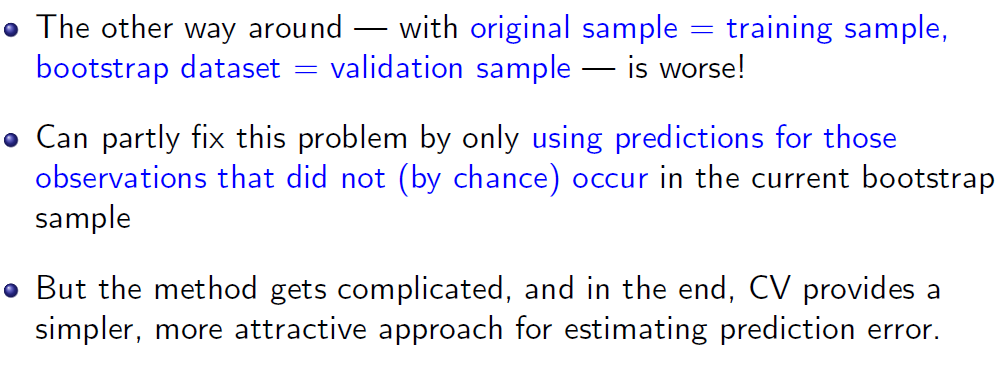 The other way around — with original sample = training sample,
bootstrap dataset = validation sample — is worse!
Can partly fix this problem by only using predictions for those
observations that did not (by chance) occur in the current bootstrap
sample
But the method gets complicated, and in the end, CV provides a
simpler, more attractive approach for estimating prediction error.